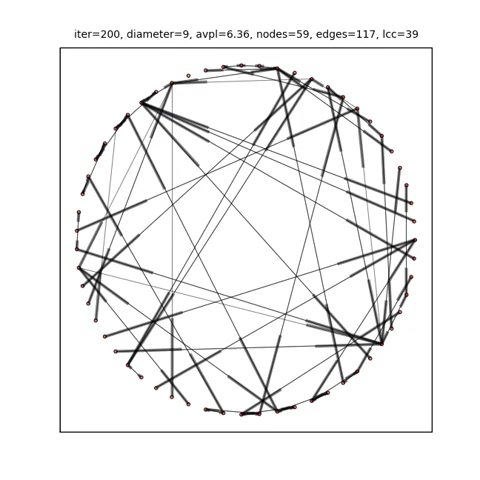 iter=200, diameter=9, avpl=6.36, nodes=59, edges=117, lcc=39